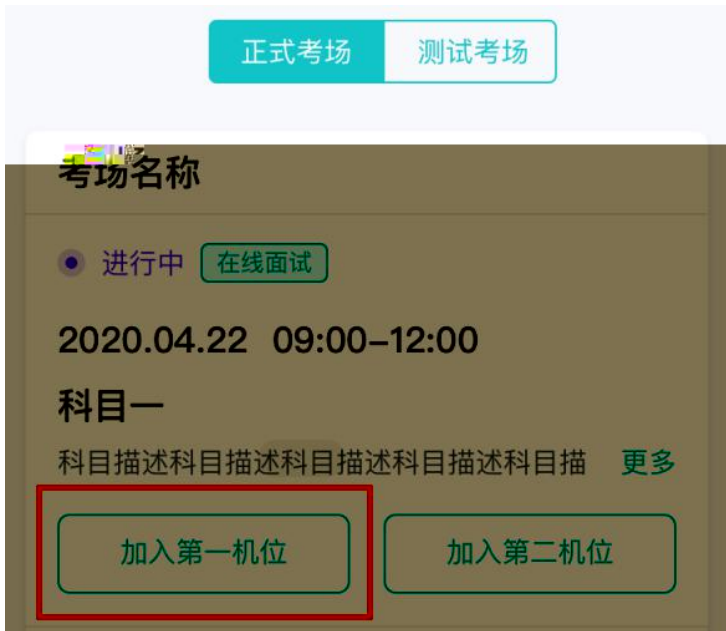 正式考场 测试考场
考场名称
进行中 在线面试
2020.04.22 09:00–12:00
科目一
科目描述科目描述科目描述科目描述科目描 更多
加入第一机位 加入第二机位